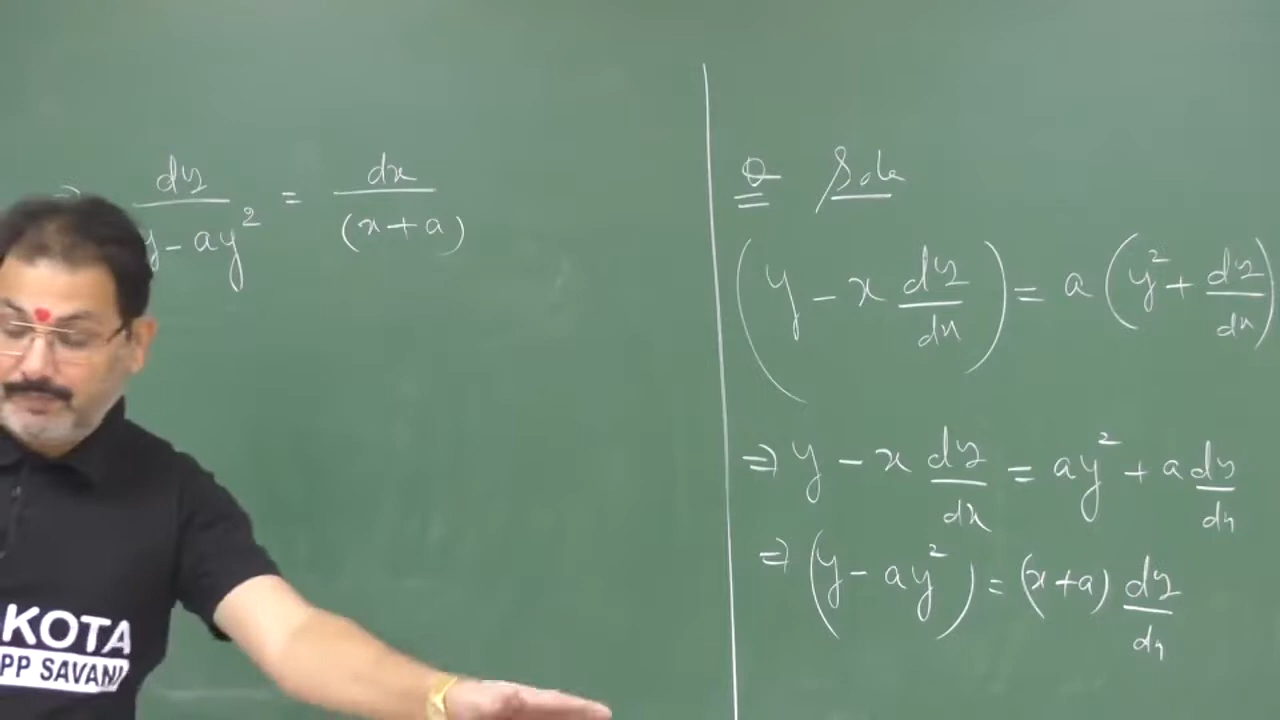 ⇒ dy/(y - ay²) = dx/(x + a)
Q Solve
(y - x dy/dx) = a (y² + dy/dx)
⇒ y - x dy/dx = ay² + a dy/dx
⇒ (y - ay²) = (x + a) dy/dx
KOTA
PP SAVANI